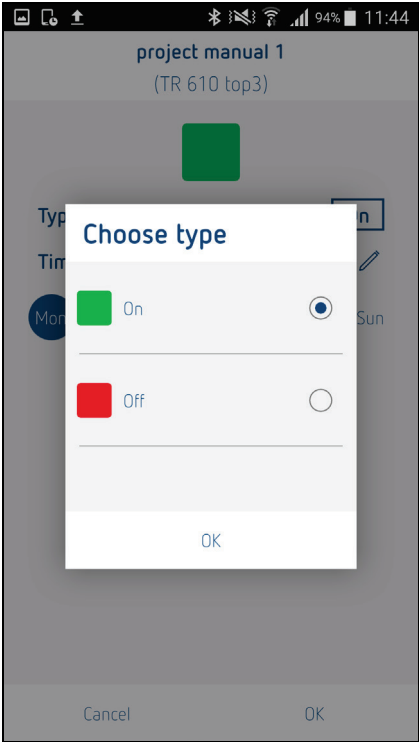 94% 11:44
project manual 1
(TR 610 top3)
Typ
n
Choose type
Tim
On
Mon
Sun
Off
OK
Cancel OK